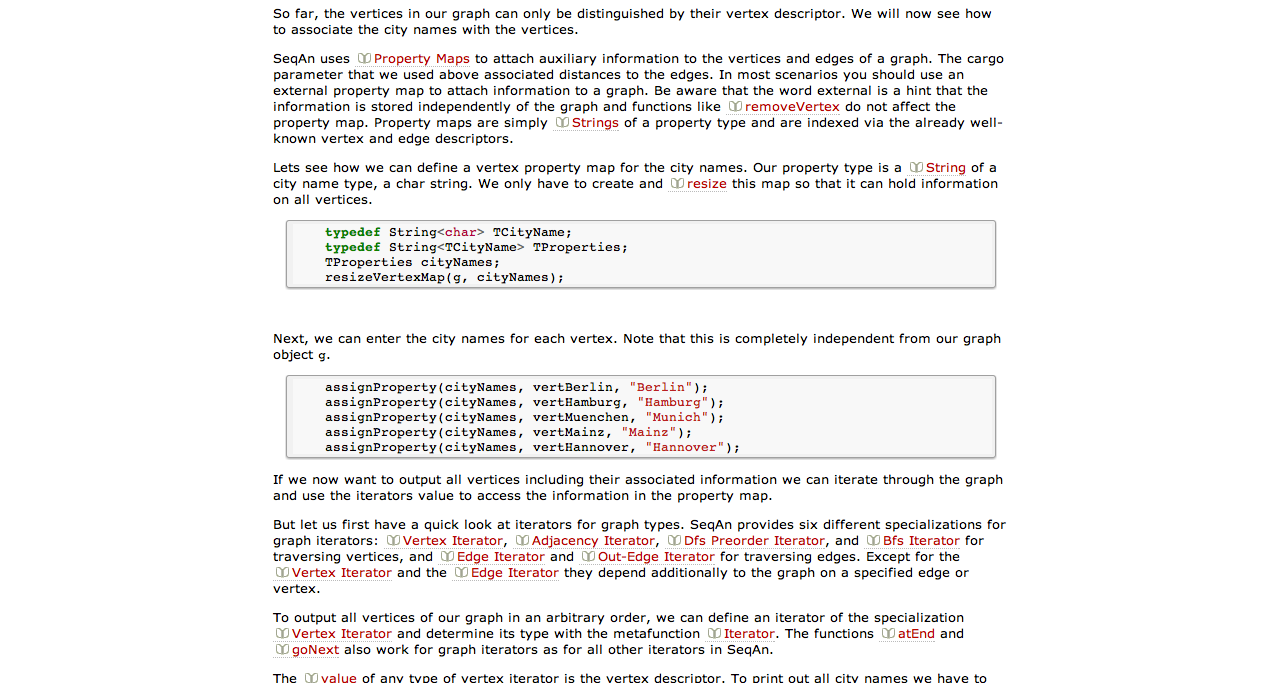 So far, the vertices in our graph can only be distinguished by their vertex descriptor. We will now see how
to associate the city names with the vertices.
SeqAn uses Property Maps to attach auxiliary information to the vertices and edges of a graph. The cargo
parameter that we used above associated distances to the edges. In most scenarios you should use an
external property map to attach information to a graph. Be aware that the word external is a hint that the
information is stored independently of the graph and functions like removeVertex do not affect the
property map. Property maps are simply Strings of a property type and are indexed via the already well-
known vertex and edge descriptors.
Lets see how we can define a vertex property map for the city names. Our property type is a String of a
city name type, a char string. We only have to create and resize this map so that it can hold information
on all vertices.
typedef String<char> TCityName;
typedef String<TCityName> TProperties;
TProperties cityNames;
resizeVertexMap(g, cityNames);
Next, we can enter the city names for each vertex. Note that this is completely independent from our graph
object g.
assignProperty(cityNames, vertBerlin, "Berlin");
assignProperty(cityNames, vertHamburg, "Hamburg");
assignProperty(cityNames, vertMuenchen, "Munich");
assignProperty(cityNames, vertMainz, "Mainz");
assignProperty(cityNames, vertHannover, "Hannover");
If we now want to output all vertices including their associated information we can iterate through the graph
and use the iterators value to access the information in the property map.
But let us first have a quick look at iterators for graph types. SeqAn provides six different specializations for
graph iterators: Vertex Iterator, Adjacency Iterator, Dfs Preorder Iterator, and Bfs Iterator for
traversing vertices, and Edge Iterator and Out-Edge Iterator for traversing edges. Except for the
Vertex Iterator and the Edge Iterator they depend additionally to the graph on a specified edge or
vertex.
To output all vertices of our graph in an arbitrary order, we can define an iterator of the specialization
Vertex Iterator and determine its type with the metafunction Iterator. The functions atEnd and
goNext also work for graph iterators as for all other iterators in SeqAn.
The value of any type of vertex iterator is the vertex descriptor. To print out all city names we have to